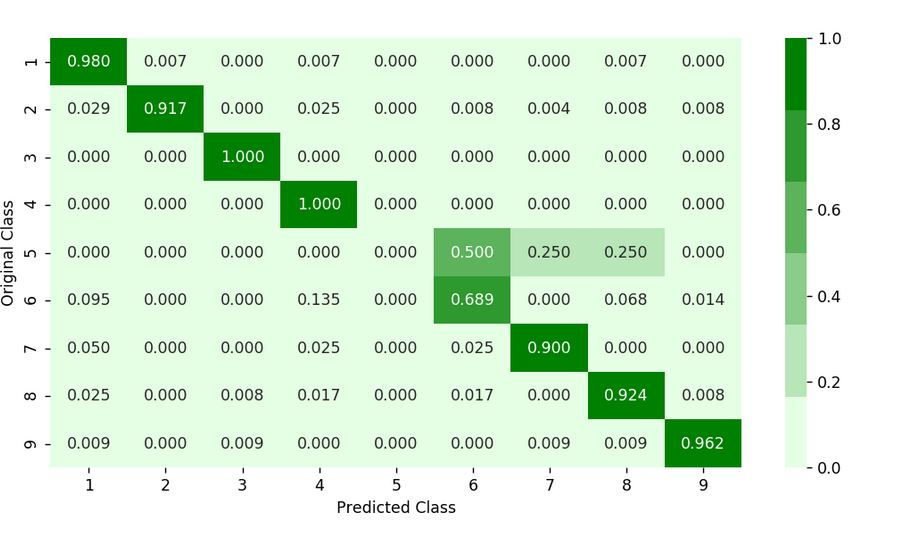 1 0.980 0.007 0.000 0.007 0.000 0.000 0.000 0.007 0.000
2 0.029 0.917 0.000 0.025 0.000 0.008 0.004 0.008 0.008
3 0.000 0.000 1.000 0.000 0.000 0.000 0.000 0.000 0.000
4 0.000 0.000 0.000 1.000 0.000 0.000 0.000 0.000 0.000
5 0.000 0.000 0.000 0.000 0.000 0.500 0.250 0.250 0.000
6 0.095 0.000 0.000 0.135 0.000 0.689 0.000 0.068 0.014
7 0.050 0.000 0.000 0.025 0.000 0.025 0.900 0.000 0.000
8 0.025 0.000 0.008 0.017 0.000 0.017 0.000 0.924 0.008
9 0.009 0.000 0.009 0.000 0.000 0.000 0.009 0.009 0.962
1 2 3 4 5 6 7 8 9
Predicted Class
Original Class
1.0
0.8
0.6
0.4
0.2
0.0